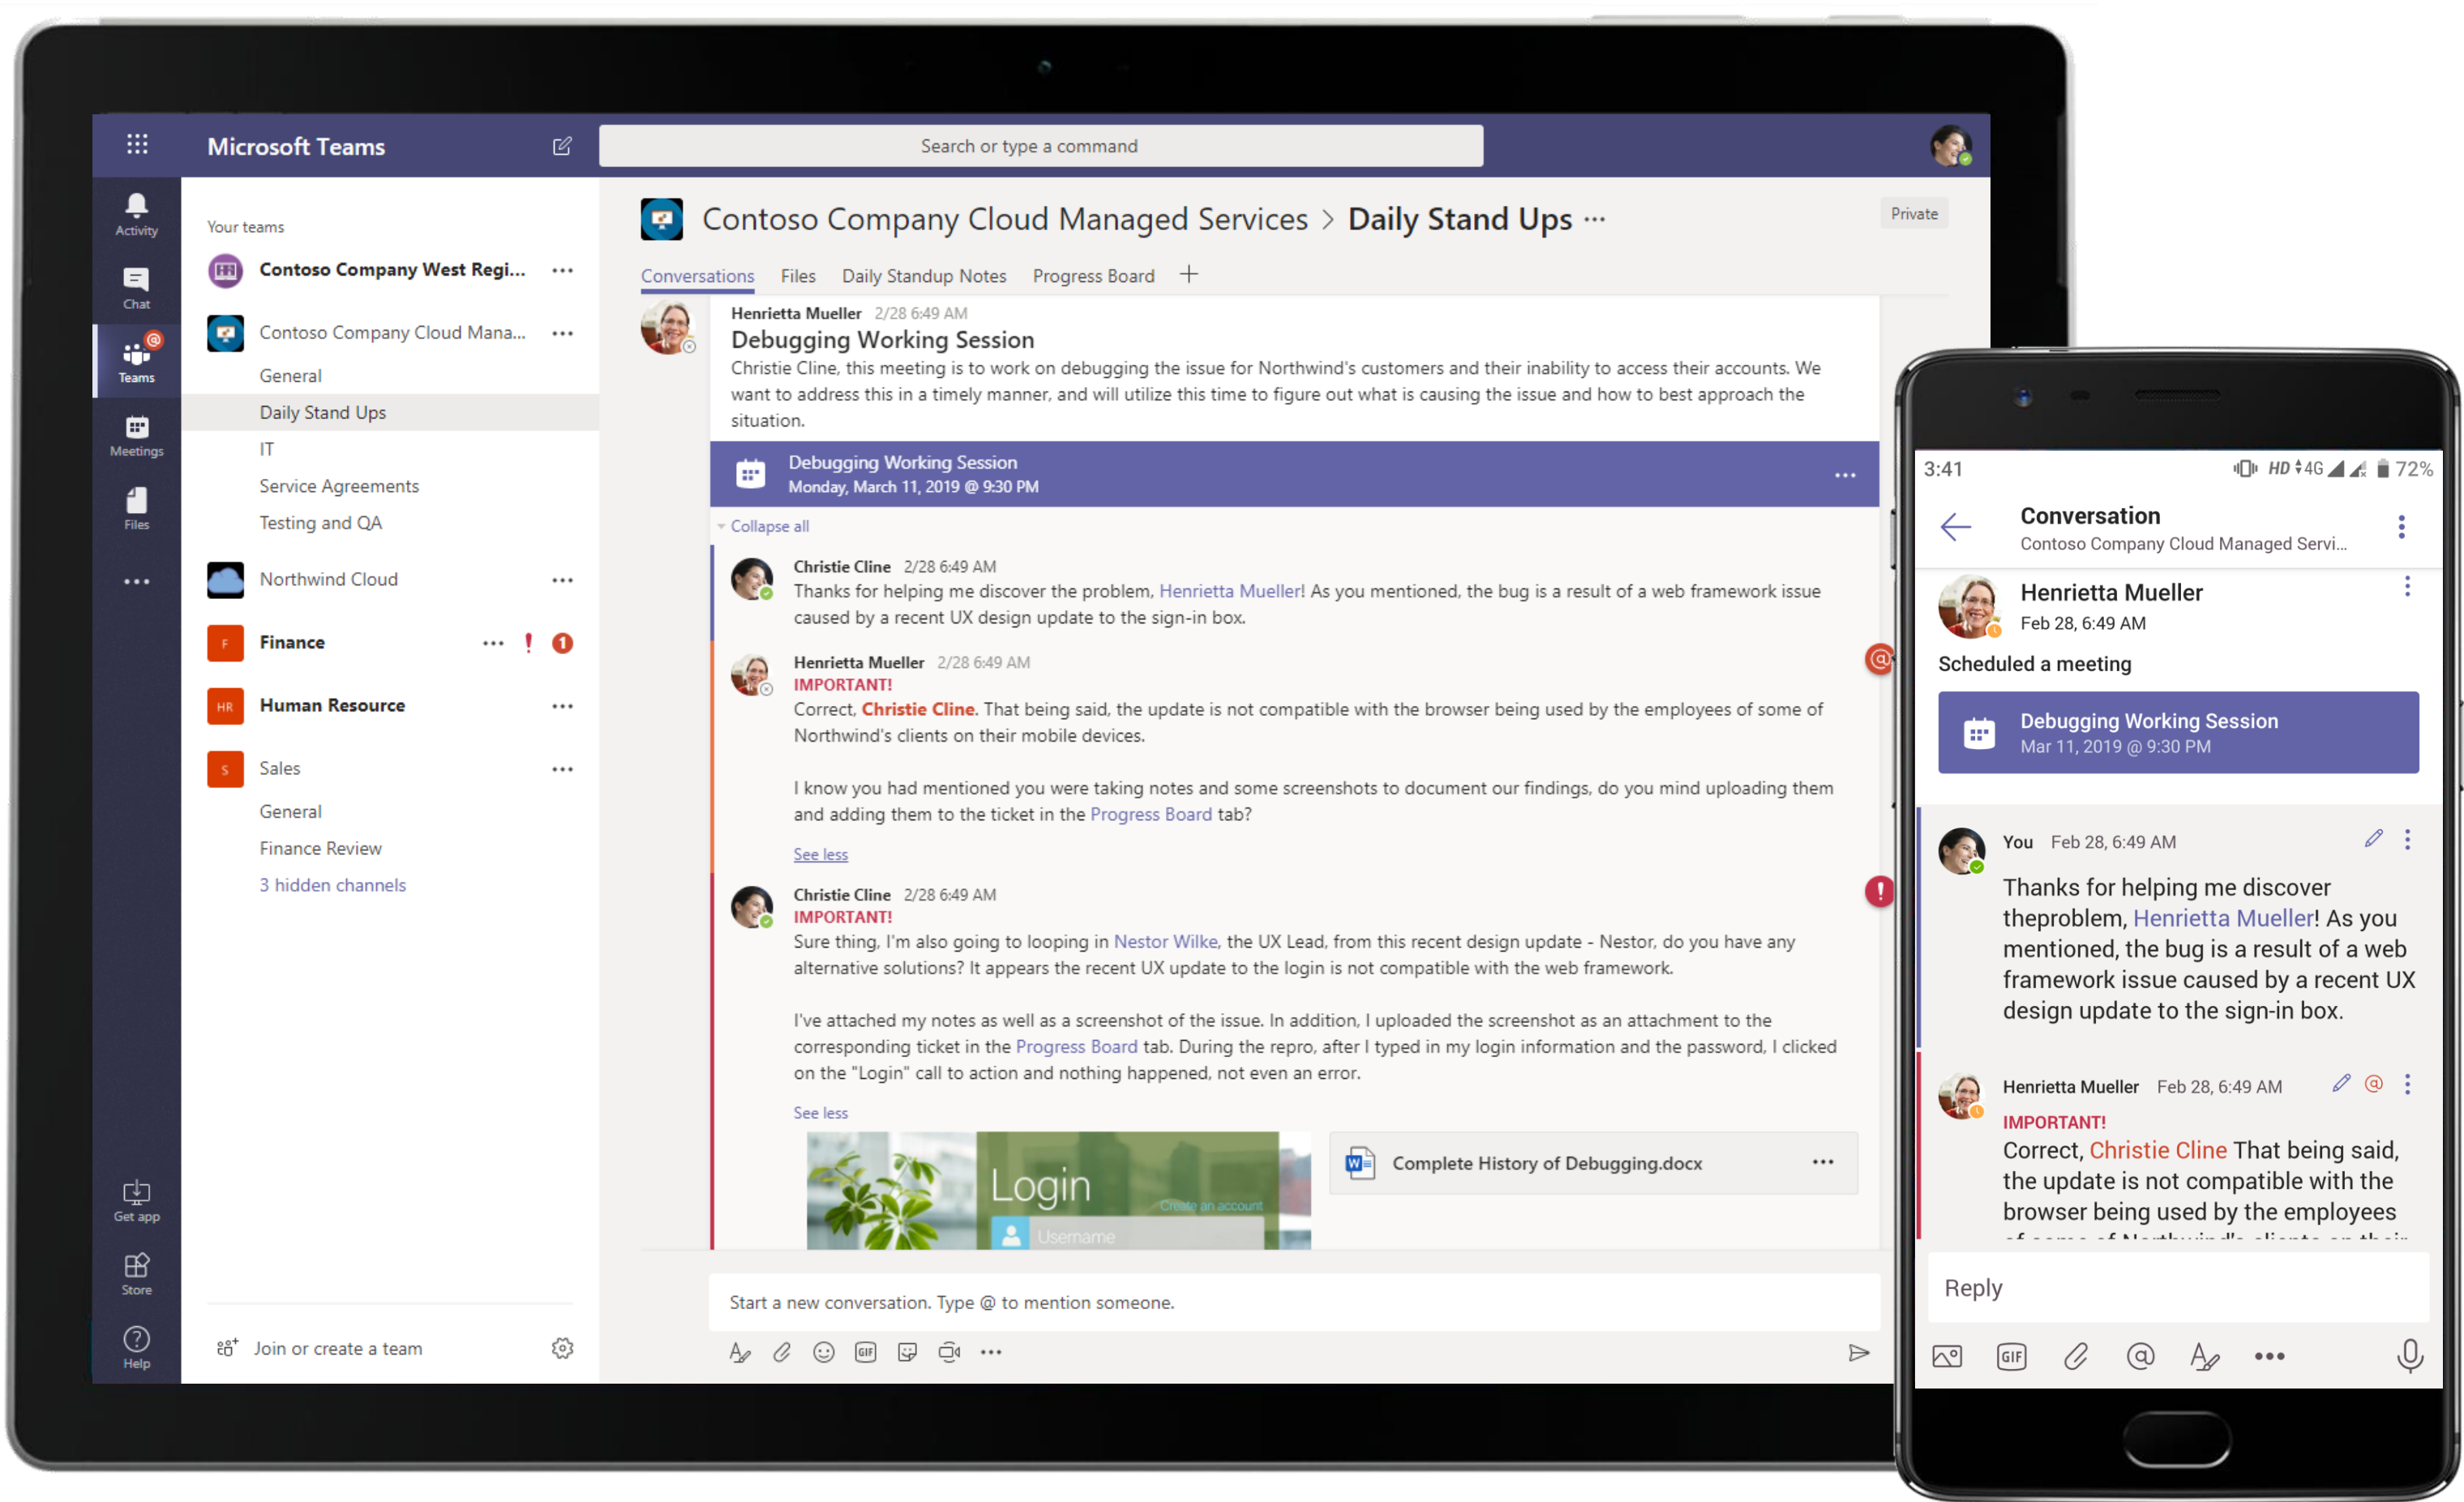 Microsoft Teams
Search or type a command
Activity
Chat
Teams
Meetings
Files
Get app
Store
Help
Your teams
Contoso Company West Regi...
Contoso Company Cloud Mana...
General
Daily Stand Ups
IT
Service Agreements
Testing and QA
Northwind Cloud
F Finance ! 1
HR Human Resource
S Sales
General
Finance Review
3 hidden channels
Join or create a team
Contoso Company Cloud Managed Services > Daily Stand Ups ...
Private
Conversations Files Daily Standup Notes Progress Board +
Henrietta Mueller 2/28 6:49 AM
Debugging Working Session
Christie Cline, this meeting is to work on debugging the issue for Northwind's customers and their inability to access their accounts. We
want to address this in a timely manner, and will utilize this time to figure out what is causing the issue and how to best approach the
situation.
Debugging Working Session
Monday, March 11, 2019 @ 9:30 PM
Collapse all
Christie Cline 2/28 6:49 AM
Thanks for helping me discover the problem, Henrietta Mueller! As you mentioned, the bug is a result of a web framework issue
caused by a recent UX design update to the sign-in box.
Henrietta Mueller 2/28 6:49 AM
@
IMPORTANT!
Correct, Christie Cline. That being said, the update is not compatible with the browser being used by the employees of some of
Northwind's clients on their mobile devices.
I know you had mentioned you were taking notes and some screenshots to document our findings, do you mind uploading them
and adding them to the ticket in the Progress Board tab?
See less
Christie Cline 2/28 6:49 AM
!
IMPORTANT!
Sure thing, I'm also going to looping in Nestor Wilke, the UX Lead, from this recent design update - Nestor, do you have any
alternative solutions? It appears the recent UX update to the login is not compatible with the web framework.
I've attached my notes as well as a screenshot of the issue. In addition, I uploaded the screenshot as an attachment to the
corresponding ticket in the Progress Board tab. During the repro, after I typed in my login information and the password, I clicked
on the "Login" call to action and nothing happened, not even an error.
See less
Login
Create an account
Username
Complete History of Debugging.docx
Start a new conversation. Type @ to mention someone.
GIF
3:41 HD 4G 72%
Conversation
Contoso Company Cloud Managed Servi...
Henrietta Mueller
Feb 28, 6:49 AM
Scheduled a meeting
Debugging Working Session
Mar 11, 2019 @ 9:30 PM
You Feb 28, 6:49 AM
Thanks for helping me discover
theproblem, Henrietta Mueller! As you
mentioned, the bug is a result of a web
framework issue caused by a recent UX
design update to the sign-in box.
Henrietta Mueller Feb 28, 6:49 AM @
IMPORTANT!
Correct, Christie Cline That being said,
the update is not compatible with the
browser being used by the employees
of some of Northwind's clients on their
Reply
GIF @